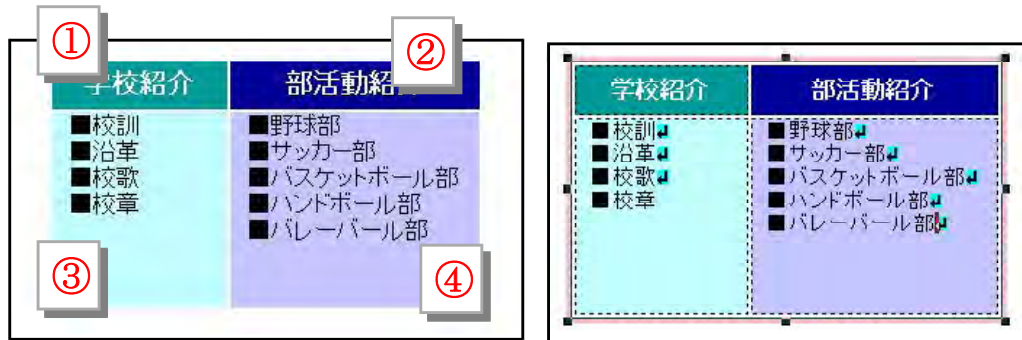 ①
②
学校紹介
部活動紹介
■校訓
■沿革
■校歌
■校章
■野球部
■サッカー部
■バスケットボール部
■ハンドボール部
■バレーバール部
③
④
学校紹介
部活動紹介
■校訓↲
■沿革↲
■校歌↲
■校章
■野球部↲
■サッカー部↲
■バスケットボール部↲
■ハンドボール部↲
■バレーバール部↲